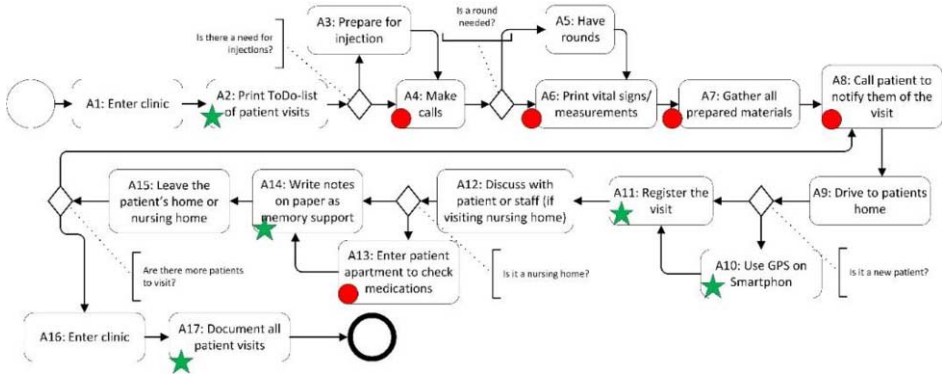 A3: Prepare for
injection
Is a round
needed?
A5: Have
rounds
Is there a need for
injections?
A1: Enter clinic
A2: Print ToDo-list
of patient visits
A4: Make
calls
A6: Print vital signs/
measurements
A7: Gather all
prepared materials
A8: Call patient to
notify them of the
visit
A15: Leave the
patient's home or
nursing home
A14: Write notes
on paper as
memory support
A12: Discuss with
patient or staff (if
visiting nursing home)
A11: Register the
visit
A9: Drive to patients
home
Are there more patients
to visit?
A13: Enter patient
apartment to check
medications
Is it a nursing home?
A10: Use GPS on
Smartphon
Is it a new patient?
A16: Enter clinic
A17: Document all
patient visits